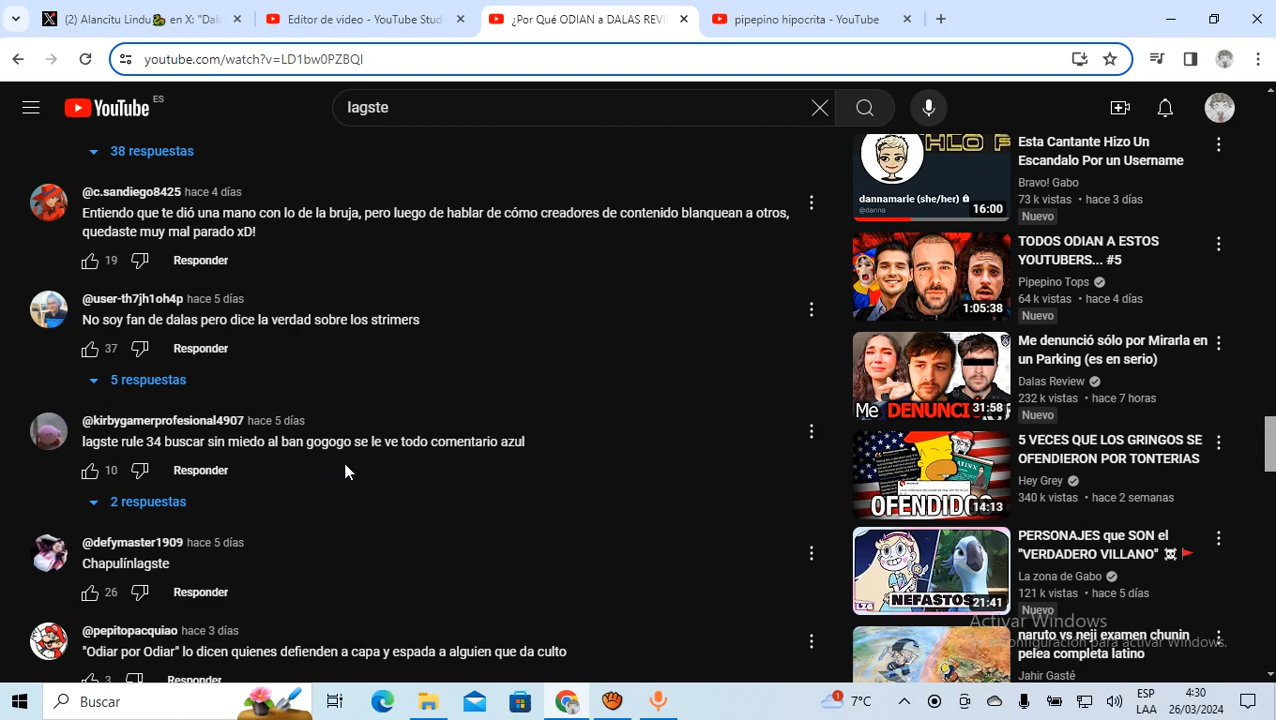 Alancitu Lindu en X: "Dal
Editor de video - YouTube Stud
¿Por Qué ODIAN a DALAS REVI
pipepino hipocrita - YouTube
youtube.com/watch?v=LD1bw0PZBQI
YouTube ES
lagste
38 respuestas
@c.sandiego8425 hace 4 días
Entiendo que te dió una mano con lo de la bruja, pero luego de hablar de cómo creadores de contenido blanquean a otros,
quedaste muy mal parado xD!
19 Responder
@user-th7jh1oh4p hace 5 días
No soy fan de dalas pero dice la verdad sobre los strimers
37 Responder
5 respuestas
@kirbygamerprofesional4907 hace 5 días
lagste rule 34 buscar sin miedo al ban gogogo se le ve todo comentario azul
10 Responder
2 respuestas
@defymaster1909 hace 5 días
Chapulínlagste
26 Responder
@pepitopacquiao hace 3 días
"Odiar por Odiar" lo dicen quienes defienden a capa y espada a alguien que da culto
3 Responder
dannamarie (she/her)
@danna
16:00
Esta Cantante Hizo Un
Escandalo Por un Username
Bravo! Gabo
73 k vistas • hace 3 días
Nuevo
1:05:38
TODOS ODIAN A ESTOS
YOUTUBERS... #5
Pipepino Tops
64 k vistas • hace 4 días
Nuevo
Me DENUNCI
31:58
Me denunció sólo por Mirarla en
un Parking (es en serio)
Dalas Review
232 k vistas • hace 7 horas
Nuevo
OFENDIDOS
14:13
5 VECES QUE LOS GRINGOS SE
OFENDIERON POR TONTERIAS
Hey Grey
340 k vistas • hace 2 semanas
NEFASTOS
21:41
PERSONAJES que SON el
"VERDADERO VILLANO"
La zona de Gabo
121 k vistas • hace 5 días
Nuevo
naruto vs neji examen chunin
pelea completa latino
Jahir Gasté
Activar Windows
configuración para activar Windows.
Buscar
1
7°C
ESP
LAA
4:30
26/03/2024